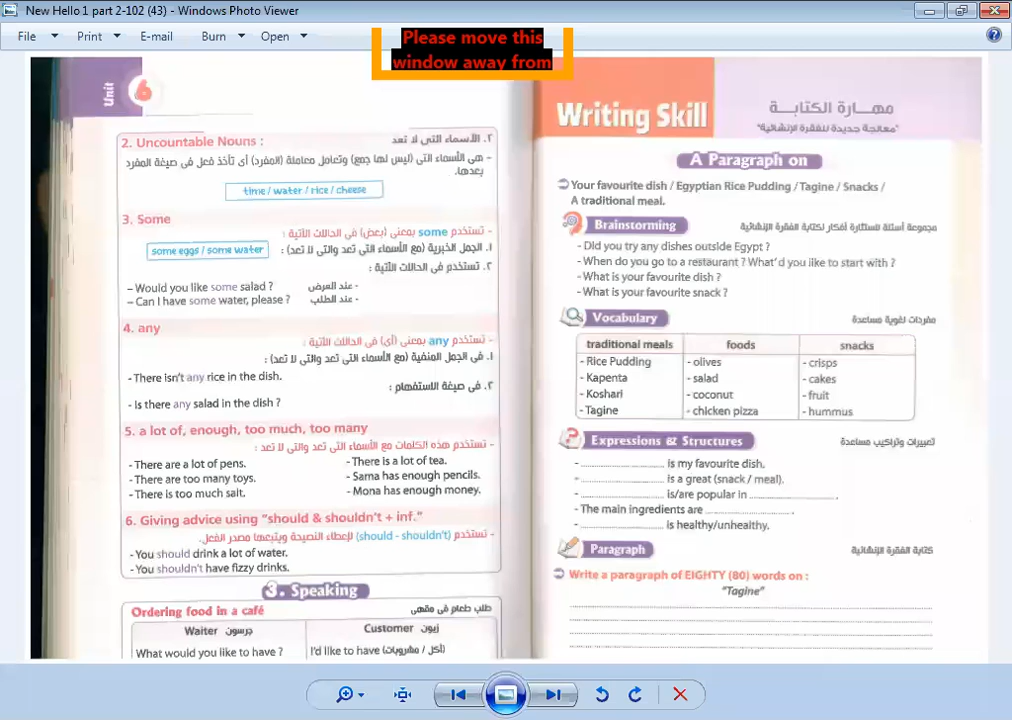 New Hello 1 part 2-102 (43) - Windows Photo Viewer
File Print E-mail Burn Open
Please move this
window away from
Unit 6
2. Uncountable Nouns :
٢. الأسماء التى لا تعد
- هى الأسماء التى (ليس لها جمع) وتعامل معاملة (المفرد) أى تأخذ فعل فى صيغة المفرد
بعدها.
time / water / rice / cheese
3. Some
- تستخدم some بمعنى (بعض) فى الحالات الآتية :
١. الجمل الخبرية (مع الأسماء التى تعد والتى لا تعد):
some eggs / some water
٢. تستخدم فى الحالات الآتية :
– Would you like some salad ? - عند العرض
– Can I have some water, please ? - عند الطلب
4. any
- تستخدم any بمعنى (أى) فى الحالات الآتية :
١. فى الجمل المنفية (مع الأسماء التى تعد والتى لا تعد):
- There isn't any rice in the dish.
٢. فى صيغة الاستفهام :
- Is there any salad in the dish ?
5. a lot of, enough, too much, too many
- تستخدم هذه الكلمات مع الأسماء التى تعد والتى لا تعد :
- There are a lot of pens. - There is a lot of tea.
- There are too many toys. - Sama has enough pencils.
- There is too much salt. - Mona has enough money.
6. Giving advice using "should & shouldn't + inf."
- تستخدم (should - shouldn't) لإعطاء النصيحة ويتبعها مصدر الفعل.
- You should drink a lot of water.
- You shouldn't have fizzy drinks.
3. Speaking
Ordering food in a café طلب طعام فى مقهى
Waiter جرسون Customer زبون
What would you like to have ? I'd like to have (أكل / مشروبات)
Writing Skill
مهـارة الكتابـــة
"معالجة جديدة للفقرة الإنشائية"
A Paragraph on
Your favourite dish / Egyptian Rice Pudding / Tagine / Snacks /
A traditional meal.
Brainstorming مجموعة أسئلة لاستثارة أفكار لكتابة الفقرة الإنشائية
- Did you try any dishes outside Egypt ?
- When do you go to a restaurant ? What'd you like to start with ?
- What is your favourite dish ?
- What is your favourite snack ?
Vocabulary مفردات لغوية مساعدة
traditional meals foods snacks
- Rice Pudding - olives - crisps
- Kapenta - salad - cakes
- Koshari - coconut - fruit
- Tagine - chicken pizza - hummus
Expressions & Structures تعبيرات وتراكيب مساعدة
- .................... is my favourite dish.
- .................... is a great (snack / meal).
- .................... is/are popular in .....................
- The main ingredients are .....................
- .................... is healthy/unhealthy.
Paragraph كتابة الفقرة الإنشائية
Write a paragraph of EIGHTY (80) words on :
"Tagine"